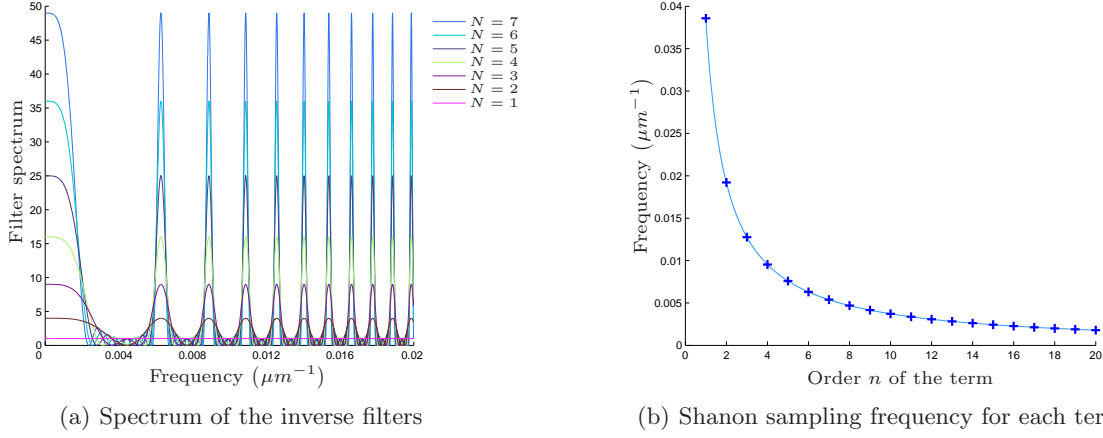 50
45
40
35
30
25
20
15
10
5
0
Filter spectrum
0 0.004 0.008 0.012 0.016 0.02
Frequency (μm⁻¹)
N = 7
N = 6
N = 5
N = 4
N = 3
N = 2
N = 1
(a) Spectrum of the inverse filters
0.04
0.035
0.03
0.025
0.02
0.015
0.01
0.005
0
Frequency (μm⁻¹)
0 2 4 6 8 10 12 14 16 18 20
Order n of the term
(b) Shanon sampling frequency for each ter